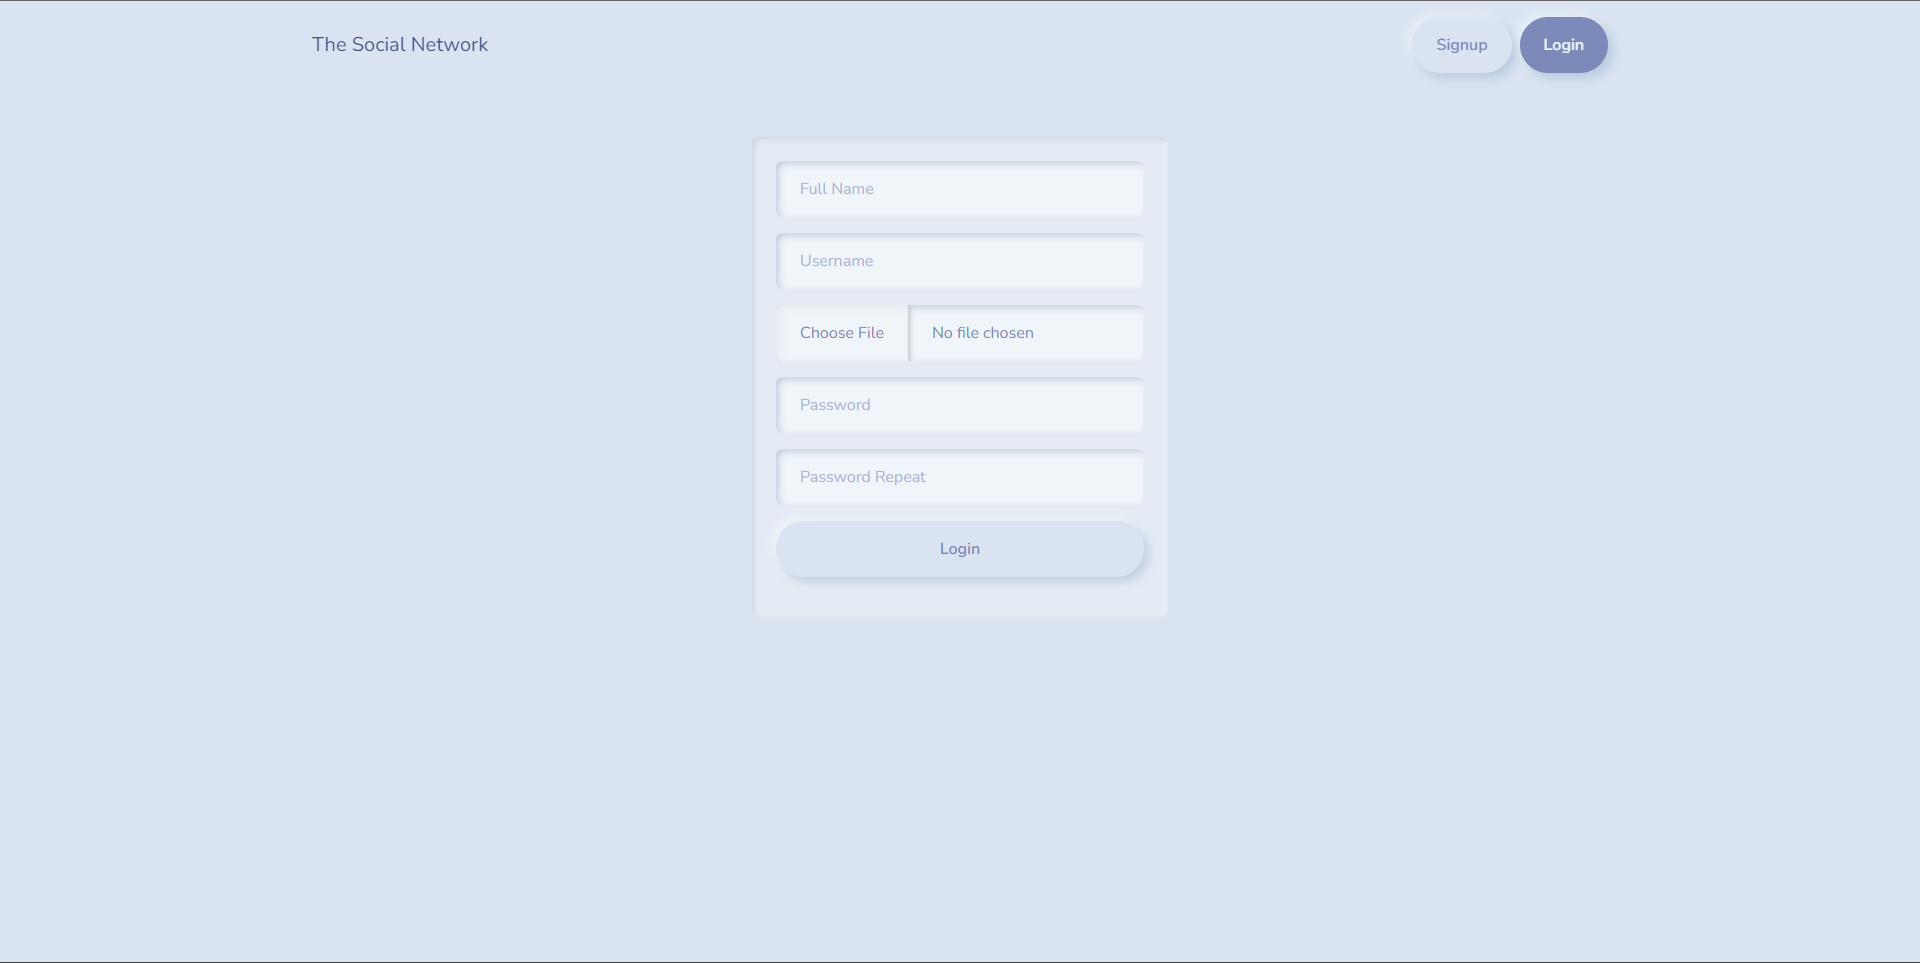 The Social Network
Signup
Login
Full Name
Username
Choose File
No file chosen
Password
Password Repeat
Login